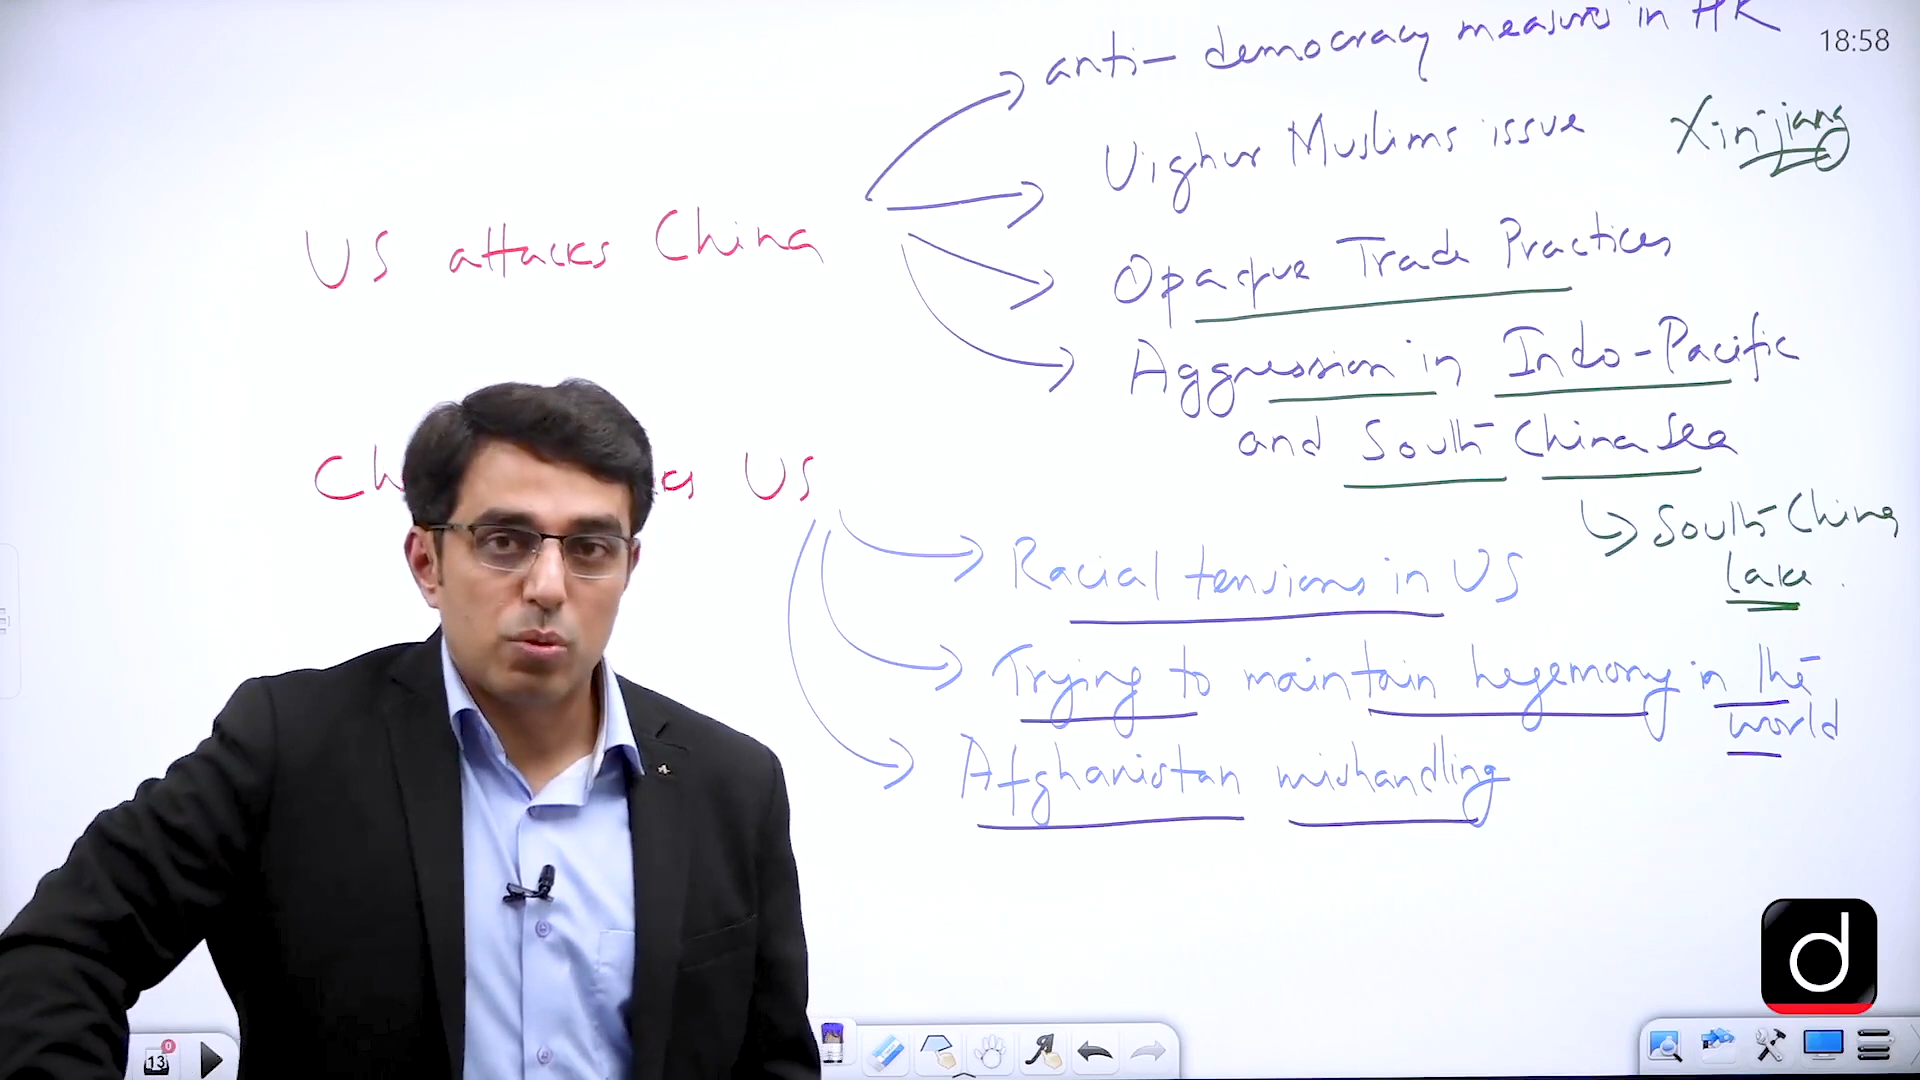 anti- democracy measures in HK
18:58
Uighur Muslims issue Xinjiang
US attacks China
Opaque Trade Practices
Aggression in Indo-Pacific
and South China Sea
South China
Lake.
US
Racial tensions in US
Trying to maintain hegemony in the
world
Afghanistan mishandling
d
13
0